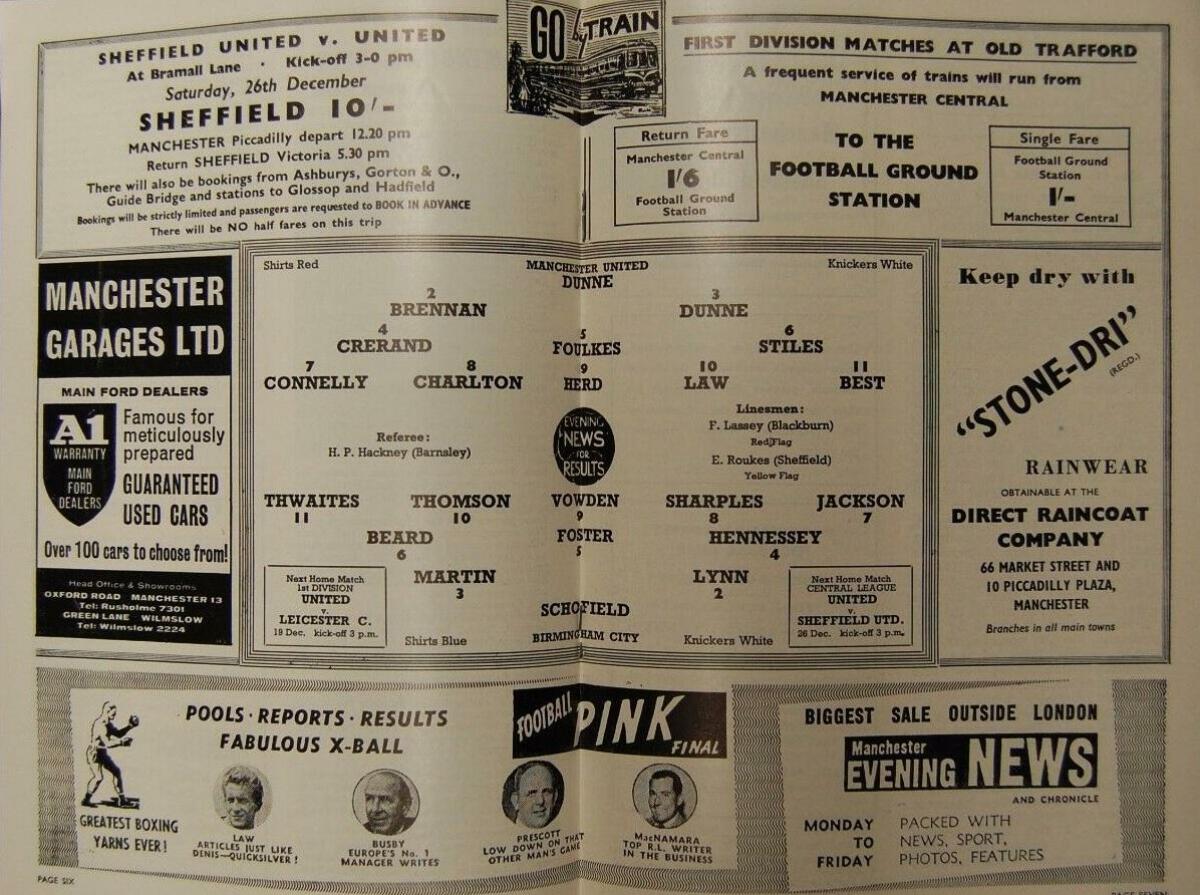 SHEFFIELD UNITED v. UNITED
At Bramall Lane · Kick-off 3-0 pm
Saturday, 26th December
SHEFFIELD 10/-
MANCHESTER Piccadilly depart 12.20 pm
Return SHEFFIELD Victoria 5.30 pm
There will also be bookings from Ashburys, Gorton & O.,
Guide Bridge and stations to Glossop and Hadfield
Bookings will be strictly limited and passengers are requested to BOOK IN ADVANCE
There will be NO half fares on this trip
GO by TRAIN
FIRST DIVISION MATCHES AT OLD TRAFFORD
A frequent service of trains will run from
MANCHESTER CENTRAL
Return Fare
Manchester Central
1/6
Football Ground
Station
TO THE
FOOTBALL GROUND
STATION
Single Fare
Football Ground
Station
1/-
Manchester Central
MANCHESTER
GARAGES LTD
MAIN FORD DEALERS
A1
WARRANTY
MAIN
FORD
DEALERS
Famous for
meticulously
prepared
GUARANTEED
USED CARS
Over 100 cars to choose from!
Head Office & Showrooms
OXFORD ROAD MANCHESTER 13
Tel: Rusholme 7301
GREEN LANE WILMSLOW
Tel: Wilmslow 2224
Shirts Red
MANCHESTER UNITED
Knickers White
DUNNE
2
3
BRENNAN
DUNNE
4
5
6
CRERAND
FOULKES
STILES
7
8
9
10
11
CONNELLY
CHARLTON
HERD
LAW
BEST
Referee:
H. P. Hackney (Barnsley)
EVENING
NEWS
FOR
RESULTS
Linesmen:
F. Lassey (Blackburn)
Red Flag
E. Roukes (Sheffield)
Yellow Flag
THWAITES
THOMSON
VOWDEN
SHARPLES
JACKSON
11
10
9
8
7
BEARD
FOSTER
HENNESSEY
6
5
4
MARTIN
LYNN
3
2
SCHOFIELD
Next Home Match
1st DIVISION
UNITED
v.
LEICESTER C.
19 Dec. kick-off 3 p.m.
Shirts Blue
BIRMINGHAM CITY
Knickers White
Next Home Match
CENTRAL LEAGUE
UNITED
v.
SHEFFIELD UTD.
26 Dec. kick-off 3 p.m.
Keep dry with
"STONE-DRI"
(REGD.)
RAINWEAR
OBTAINABLE AT THE
DIRECT RAINCOAT
COMPANY
66 MARKET STREET AND
10 PICCADILLY PLAZA,
MANCHESTER
Branches in all main towns
POOLS · REPORTS · RESULTS
FABULOUS X-BALL
FOOTBALL PINK FINAL
GREATEST BOXING
YARNS EVER!
LAW
ARTICLES JUST LIKE
DENIS—QUICKSILVER!
BUSBY
EUROPE'S No. 1
MANAGER WRITES
PRESCOTT
LOW DOWN ON THAT
OTHER MAN'S GAME
MacNAMARA
TOP R.L. WRITER
IN THE BUSINESS
BIGGEST SALE OUTSIDE LONDON
Manchester
EVENING NEWS
AND CHRONICLE
MONDAY
TO
FRIDAY
PACKED WITH
NEWS, SPORT,
PHOTOS, FEATURES
PAGE SIX
PAGE SEVEN